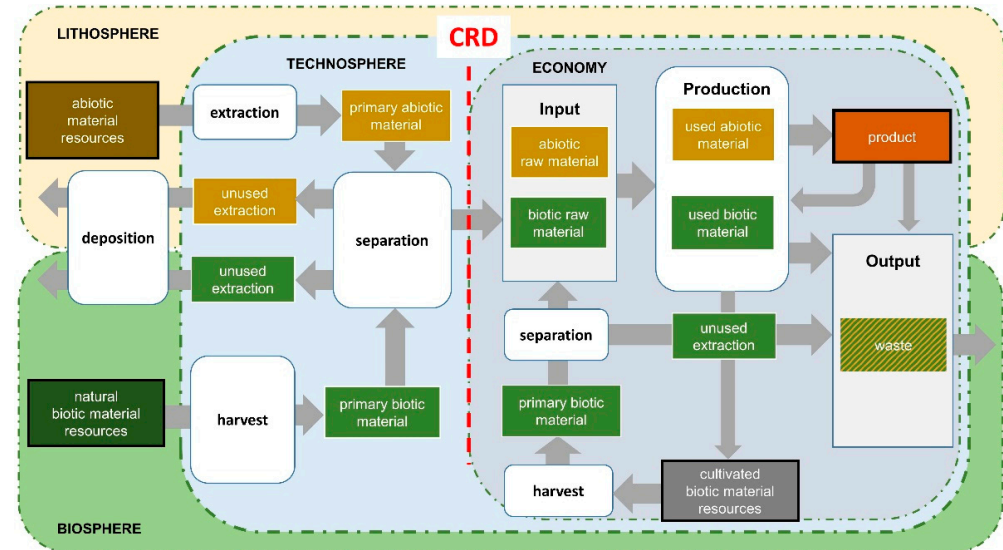 LITHOSPHERE
CRD
TECHNOSPHERE
ECONOMY
abiotic
material
resources
extraction
primary abiotic
material
Input
abiotic
raw material
biotic raw
material
Production
used abiotic
material
used biotic
material
product
deposition
unused
extraction
unused
extraction
separation
Output
waste
separation
unused
extraction
natural
biotic material
resources
harvest
primary biotic
material
primary biotic
material
harvest
cultivated
biotic material
resources
BIOSPHERE